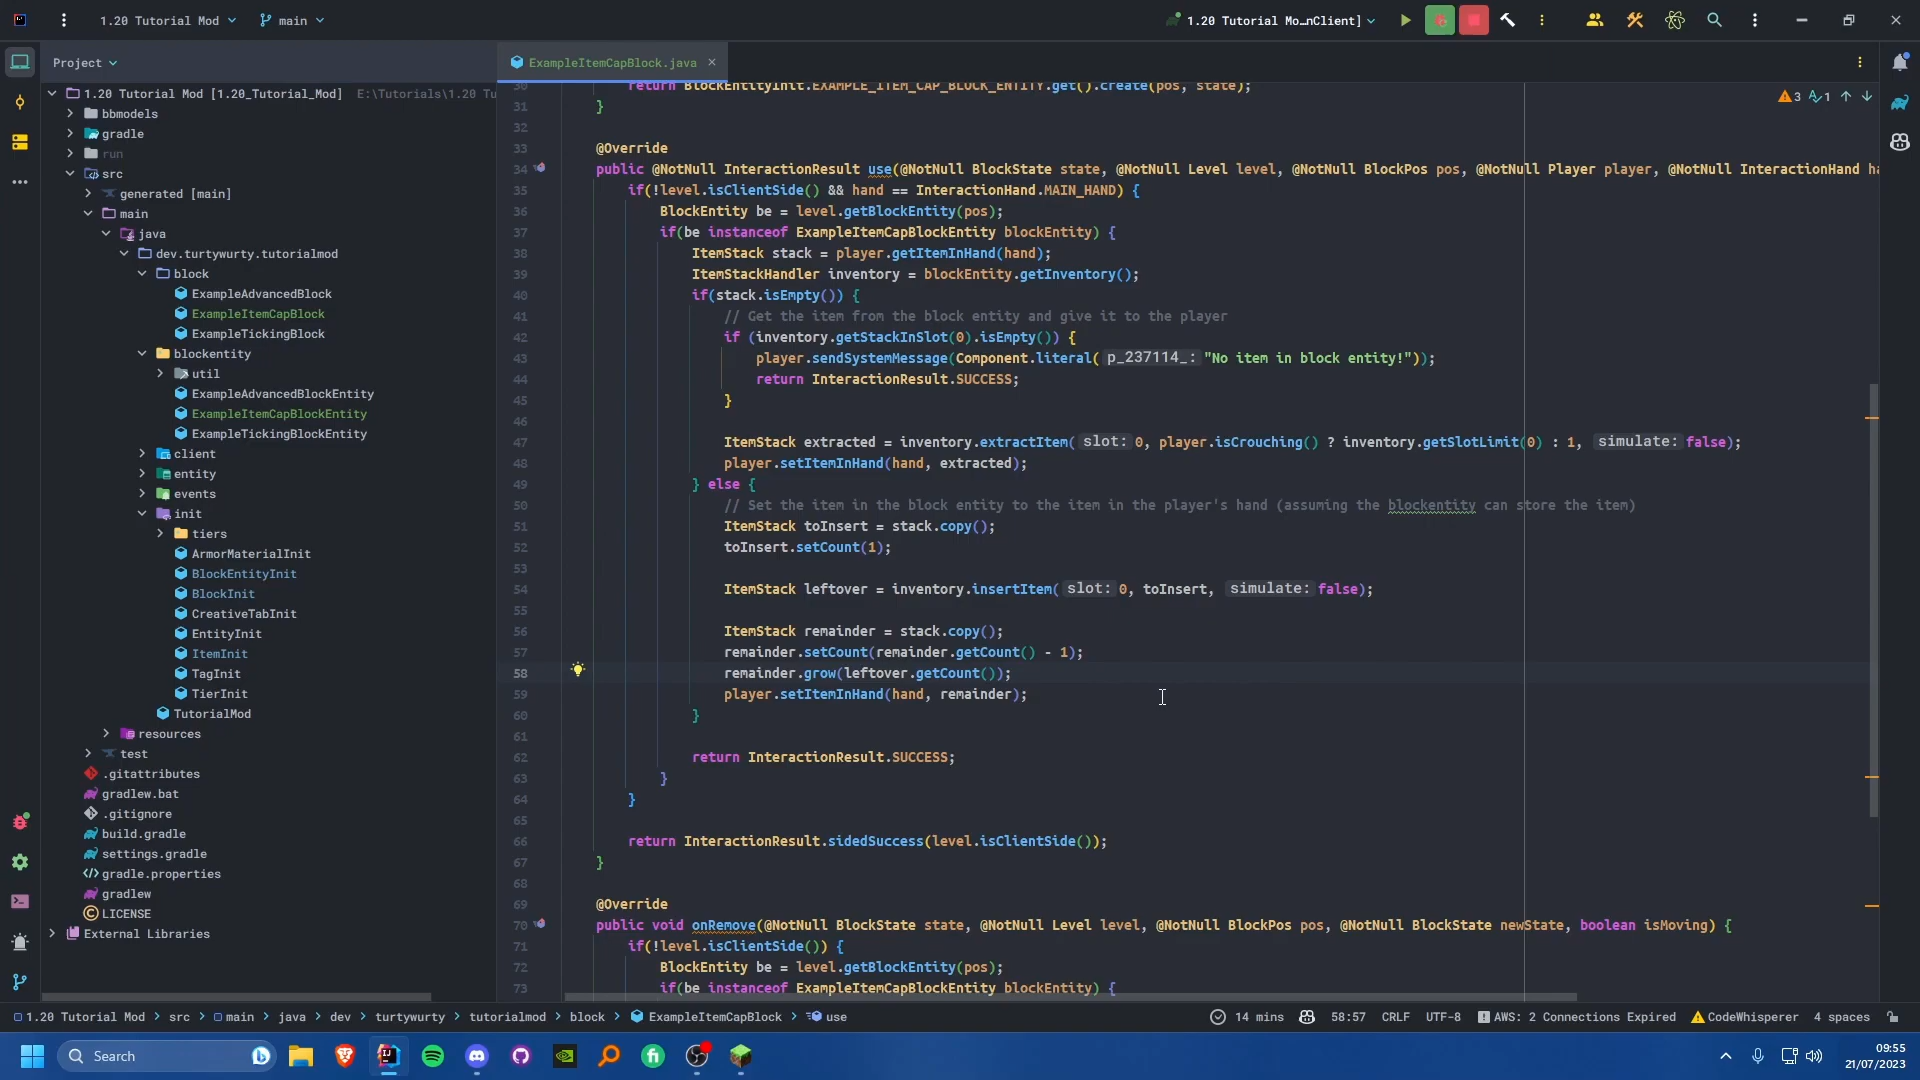 1.20 Tutorial Mod
main
1.20 Tutorial Mo…nClient]
Project
ExampleItemCapBlock.java
1.20 Tutorial Mod [1.20_Tutorial_Mod] E:\Tutorials\1.20 Tu
bbmodels
gradle
run
src
generated [main]
main
java
dev.turtywurty.tutorialmod
block
ExampleAdvancedBlock
ExampleItemCapBlock
ExampleTickingBlock
blockentity
util
ExampleAdvancedBlockEntity
ExampleItemCapBlockEntity
ExampleTickingBlockEntity
client
entity
events
init
tiers
ArmorMaterialInit
BlockEntityInit
BlockInit
CreativeTabInit
EntityInit
ItemInit
TagInit
TierInit
TutorialMod
resources
test
.gitattributes
gradlew.bat
.gitignore
build.gradle
settings.gradle
gradle.properties
gradlew
LICENSE
External Libraries
3 1
30 return BlockEntityInit.EXAMPLE_ITEM_CAP_BLOCK_ENTITY.get().create(pos, state);
31 }
32
33 @Override
34 public @NotNull InteractionResult use(@NotNull BlockState state, @NotNull Level level, @NotNull BlockPos pos, @NotNull Player player, @NotNull InteractionHand ha
35 if(!level.isClientSide() && hand == InteractionHand.MAIN_HAND) {
36 BlockEntity be = level.getBlockEntity(pos);
37 if(be instanceof ExampleItemCapBlockEntity blockEntity) {
38 ItemStack stack = player.getItemInHand(hand);
39 ItemStackHandler inventory = blockEntity.getInventory();
40 if(stack.isEmpty()) {
41 // Get the item from the block entity and give it to the player
42 if (inventory.getStackInSlot(0).isEmpty()) {
43 player.sendSystemMessage(Component.literal( p_237114_: "No item in block entity!"));
44 return InteractionResult.SUCCESS;
45 }
46
47 ItemStack extracted = inventory.extractItem( slot: 0, player.isCrouching() ? inventory.getSlotLimit(0) : 1, simulate: false);
48 player.setItemInHand(hand, extracted);
49 } else {
50 // Set the item in the block entity to the item in the player's hand (assuming the blockentity can store the item)
51 ItemStack toInsert = stack.copy();
52 toInsert.setCount(1);
53
54 ItemStack leftover = inventory.insertItem( slot: 0, toInsert, simulate: false);
55
56 ItemStack remainder = stack.copy();
57 remainder.setCount(remainder.getCount() - 1);
58 remainder.grow(leftover.getCount());
59 player.setItemInHand(hand, remainder);
60 }
61
62 return InteractionResult.SUCCESS;
63 }
64 }
65
66 return InteractionResult.sidedSuccess(level.isClientSide());
67 }
68
69 @Override
70 public void onRemove(@NotNull BlockState state, @NotNull Level level, @NotNull BlockPos pos, @NotNull BlockState newState, boolean isMoving) {
71 if(!level.isClientSide()) {
72 BlockEntity be = level.getBlockEntity(pos);
73 if(be instanceof ExampleItemCapBlockEntity blockEntity) {
1.20 Tutorial Mod > src > main > java > dev > turtywurty > tutorialmod > block > ExampleItemCapBlock > use
14 mins 58:57 CRLF UTF-8 AWS: 2 Connections Expired CodeWhisperer 4 spaces
Search
09:55
21/07/2023